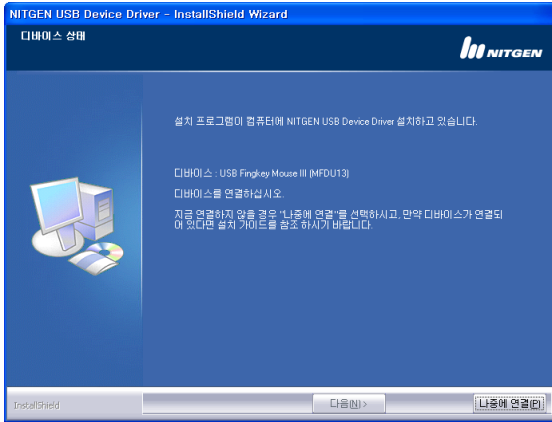 NITGEN USB Device Driver - InstallShield Wizard
디바이스 상태
NITGEN
설치 프로그램이 컴퓨터에 NITGEN USB Device Driver 설치하고 있습니다.
디바이스 : USB Fingkey Mouse III (MFDU13)
디바이스를 연결하십시오.
지금 연결하지 않을 경우 "나중에 연결"를 선택하시고, 만약 디바이스가 연결되
어 있다면 설치 가이드를 참조 하시기 바랍니다.
InstallShield
다음(N) >
나중에 연결(P)